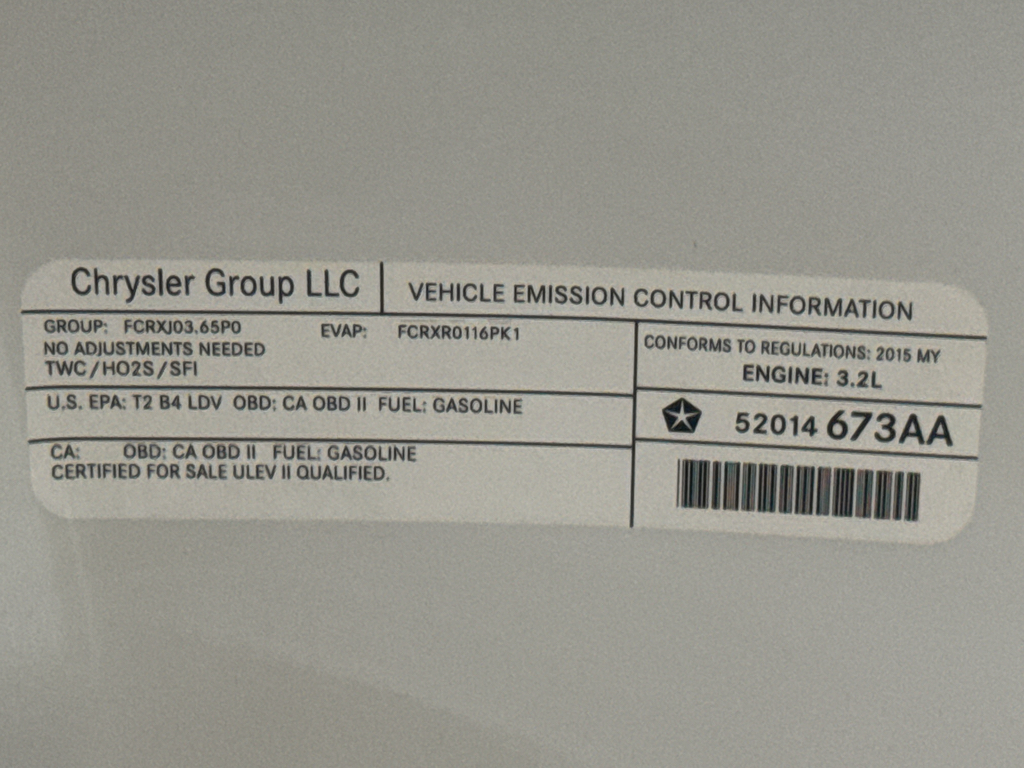 Chrysler Group LLC
VEHICLE EMISSION CONTROL INFORMATION
GROUP: FCRXJ03.65P0 EVAP: FCRXR0116PK1
NO ADJUSTMENTS NEEDED
TWC/HO2S/SFI
U.S. EPA: T2 B4 LDV OBD: CA OBD II FUEL: GASOLINE
CA: OBD: CA OBD II FUEL: GASOLINE
CERTIFIED FOR SALE ULEV II QUALIFIED.
CONFORMS TO REGULATIONS: 2015 MY
ENGINE: 3.2L
52014 673AA